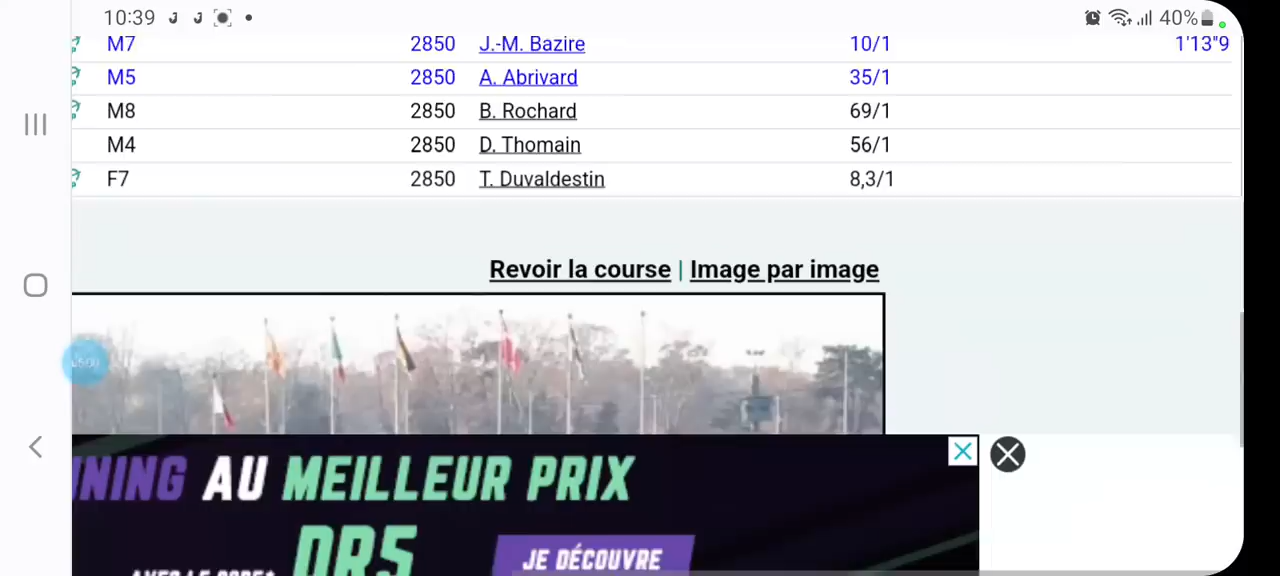 10:39 40%
M7 2850 J.-M. Bazire 10/1 1'13"9
M5 2850 A. Abrivard 35/1
M8 2850 B. Rochard 69/1
M4 2850 D. Thomain 56/1
F7 2850 T. Duvaldestin 8,3/1
Revoir la course | Image par image
NING AU MEILLEUR PRIX
DR5
JE DÉCOUVRE